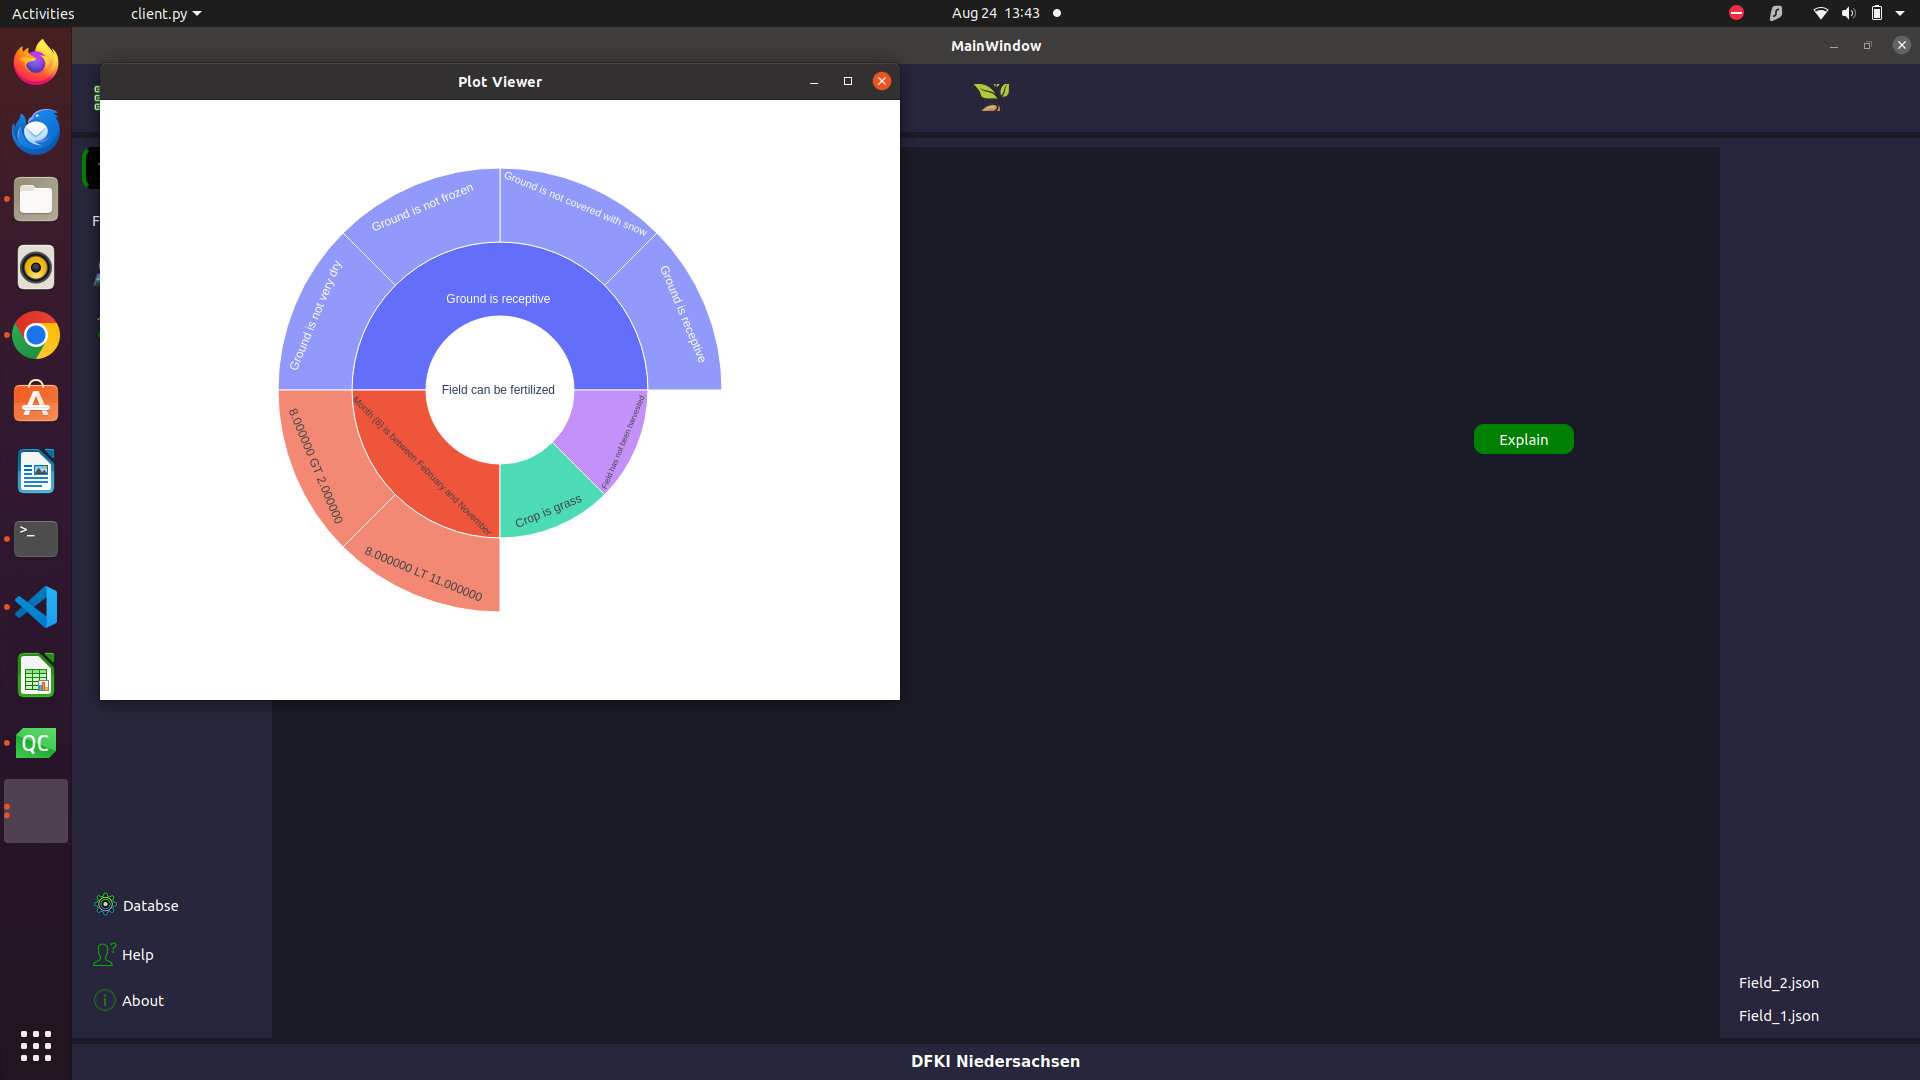 Activities
client.py
Aug 24 13:43
MainWindow
Plot Viewer
F
Ground is not frozen
Ground is not covered with snow
Ground is not very dry
Ground is receptive
Ground is receptive
Field can be fertilized
Month (8) is between February and November
Field has not been harvested
8.000000 GT 2.000000
Crop is grass
8.000000 LT 11.000000
Explain
>_
QC
Databse
Help
About
Field_2.json
Field_1.json
DFKI Niedersachsen